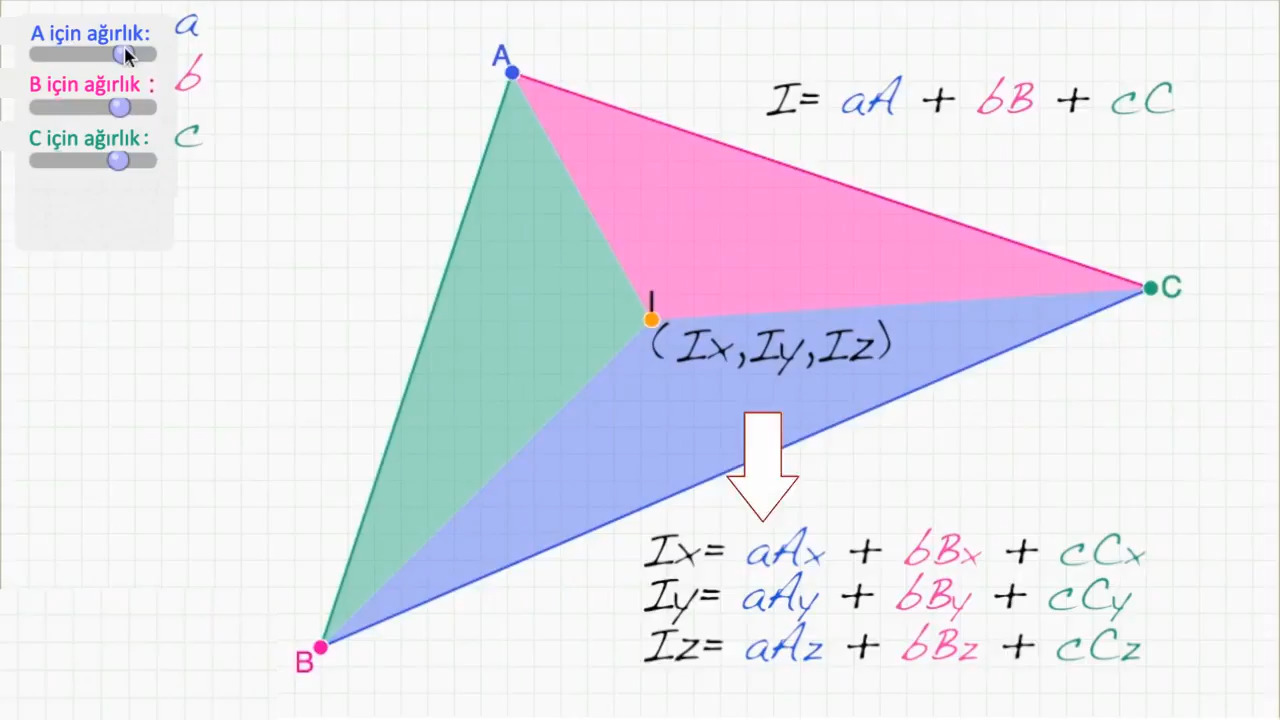 A için ağırlık: a
B için ağırlık : b
C için ağırlık: c
A
I= aA + bB + cC
C
I
(Ix,Iy,Iz)
Ix= aAx + bBx + cCx
Iy= aAy + bBy + cCy
Iz= aAz + bBz + cCz
B